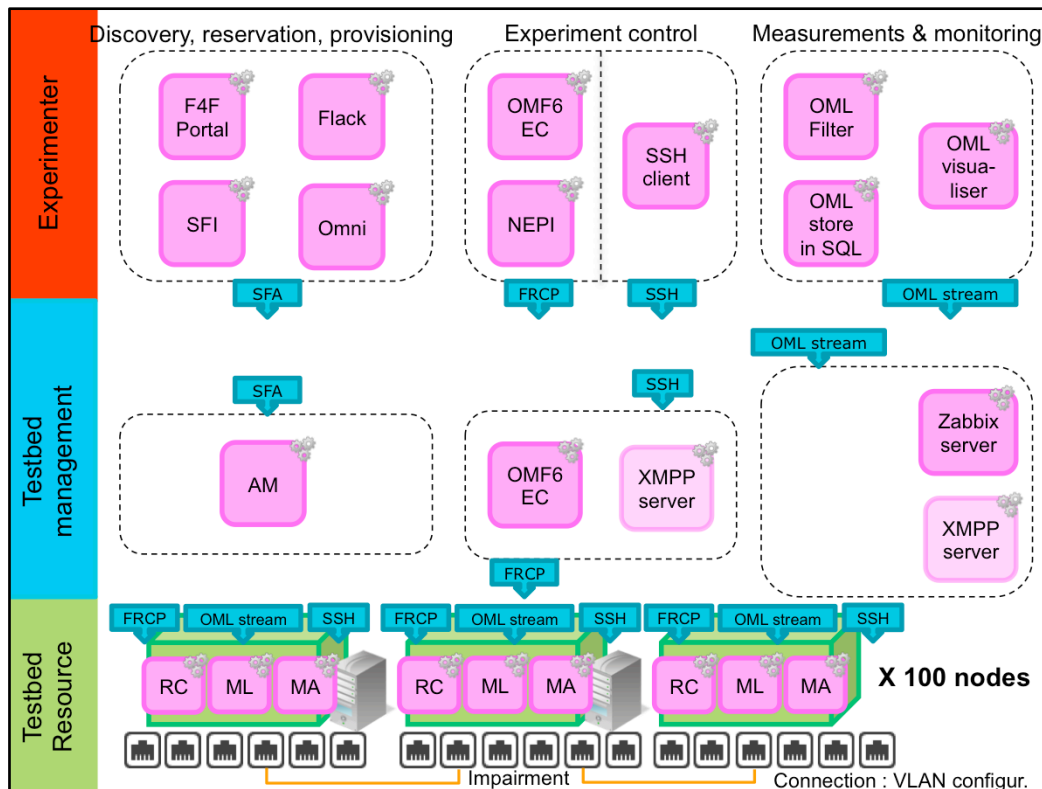 Discovery, reservation, provisioning
Experiment control
Measurements & monitoring
Experimenter
F4F
Portal
Flack
SFI
Omni
OMF6
EC
NEPI
SSH
client
OML
Filter
OML
visua-
liser
OML
store
in SQL
SFA
FRCP
SSH
OML stream
Testbed
management
OML stream
SFA
SSH
AM
OMF6
EC
XMPP
server
Zabbix
server
XMPP
server
FRCP
Testbed
Resource
FRCP
OML stream
SSH
FRCP
OML stream
SSH
FRCP
OML stream
SSH
RC
ML
MA
RC
ML
MA
RC
ML
MA
X 100 nodes
Impairment
Connection : VLAN configur.